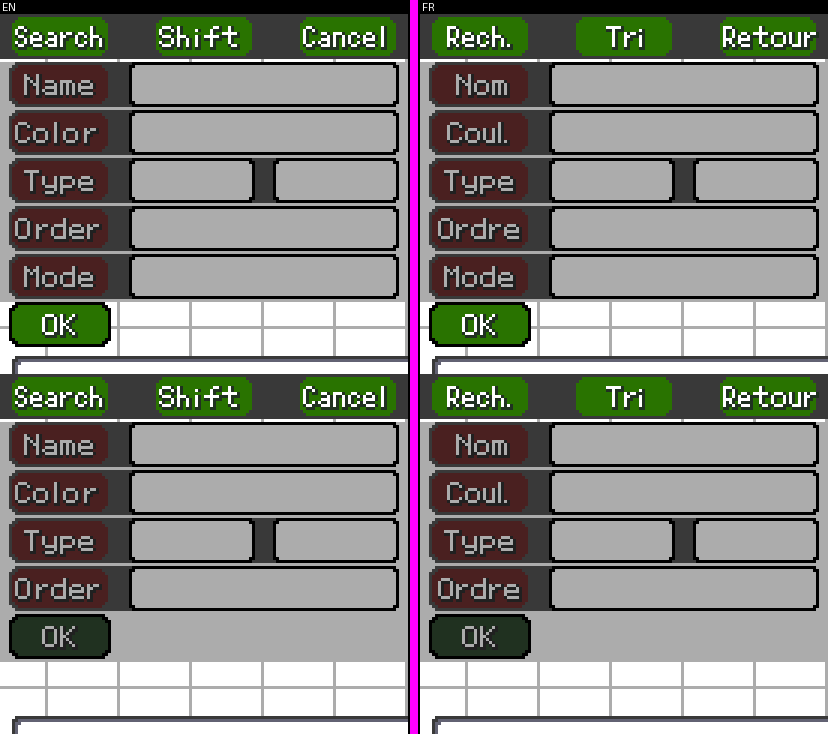 EN
Search Shift Cancel
Name
Color
Type
Order
Mode
OK
Search Shift Cancel
Name
Color
Type
Order
OK
FR
Rech. Tri Retour
Nom
Coul.
Type
Ordre
Mode
OK
Rech. Tri Retour
Nom
Coul.
Type
Ordre
OK